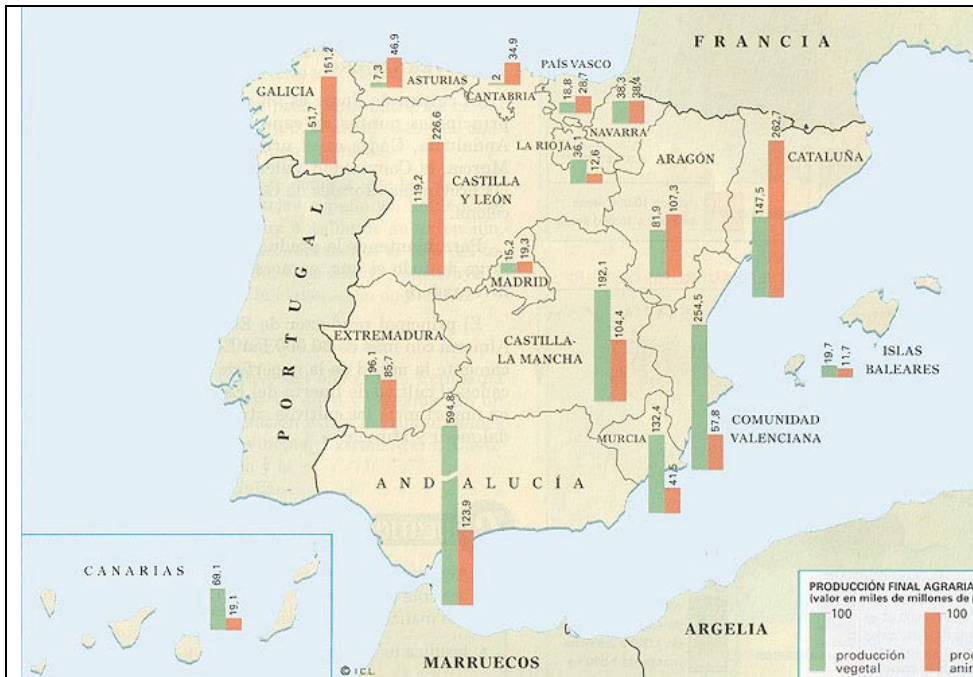 FRANCIA
PAÍS VASCO
GALICIA
ASTURIAS
CANTABRIA
NAVARRA
LA RIOJA
ARAGÓN
CATALUÑA
CASTILLA
Y LEÓN
MADRID
PORTUGAL
EXTREMADURA
CASTILLA-
LA MANCHA
ISLAS
BALEARES
COMUNIDAD
VALENCIANA
MURCIA
ANDALUCÍA
CANARIAS
MARRUECOS
ARGELIA
51,7
151,2
7,3
46,9
2
34,9
18,8
28,7
38,3
38,4
36,1
12,6
119,2
226,6
81,9
107,3
147,5
262,7
15,2
19,3
192,1
104,4
254,5
57,8
19,7
11,7
96,1
85,7
594,8
123,9
132,4
41,5
69,1
19,1
PRODUCCIÓN FINAL AGRARIA
(valor en miles de millones de
100
100
producción
vegetal
© I.C.L.